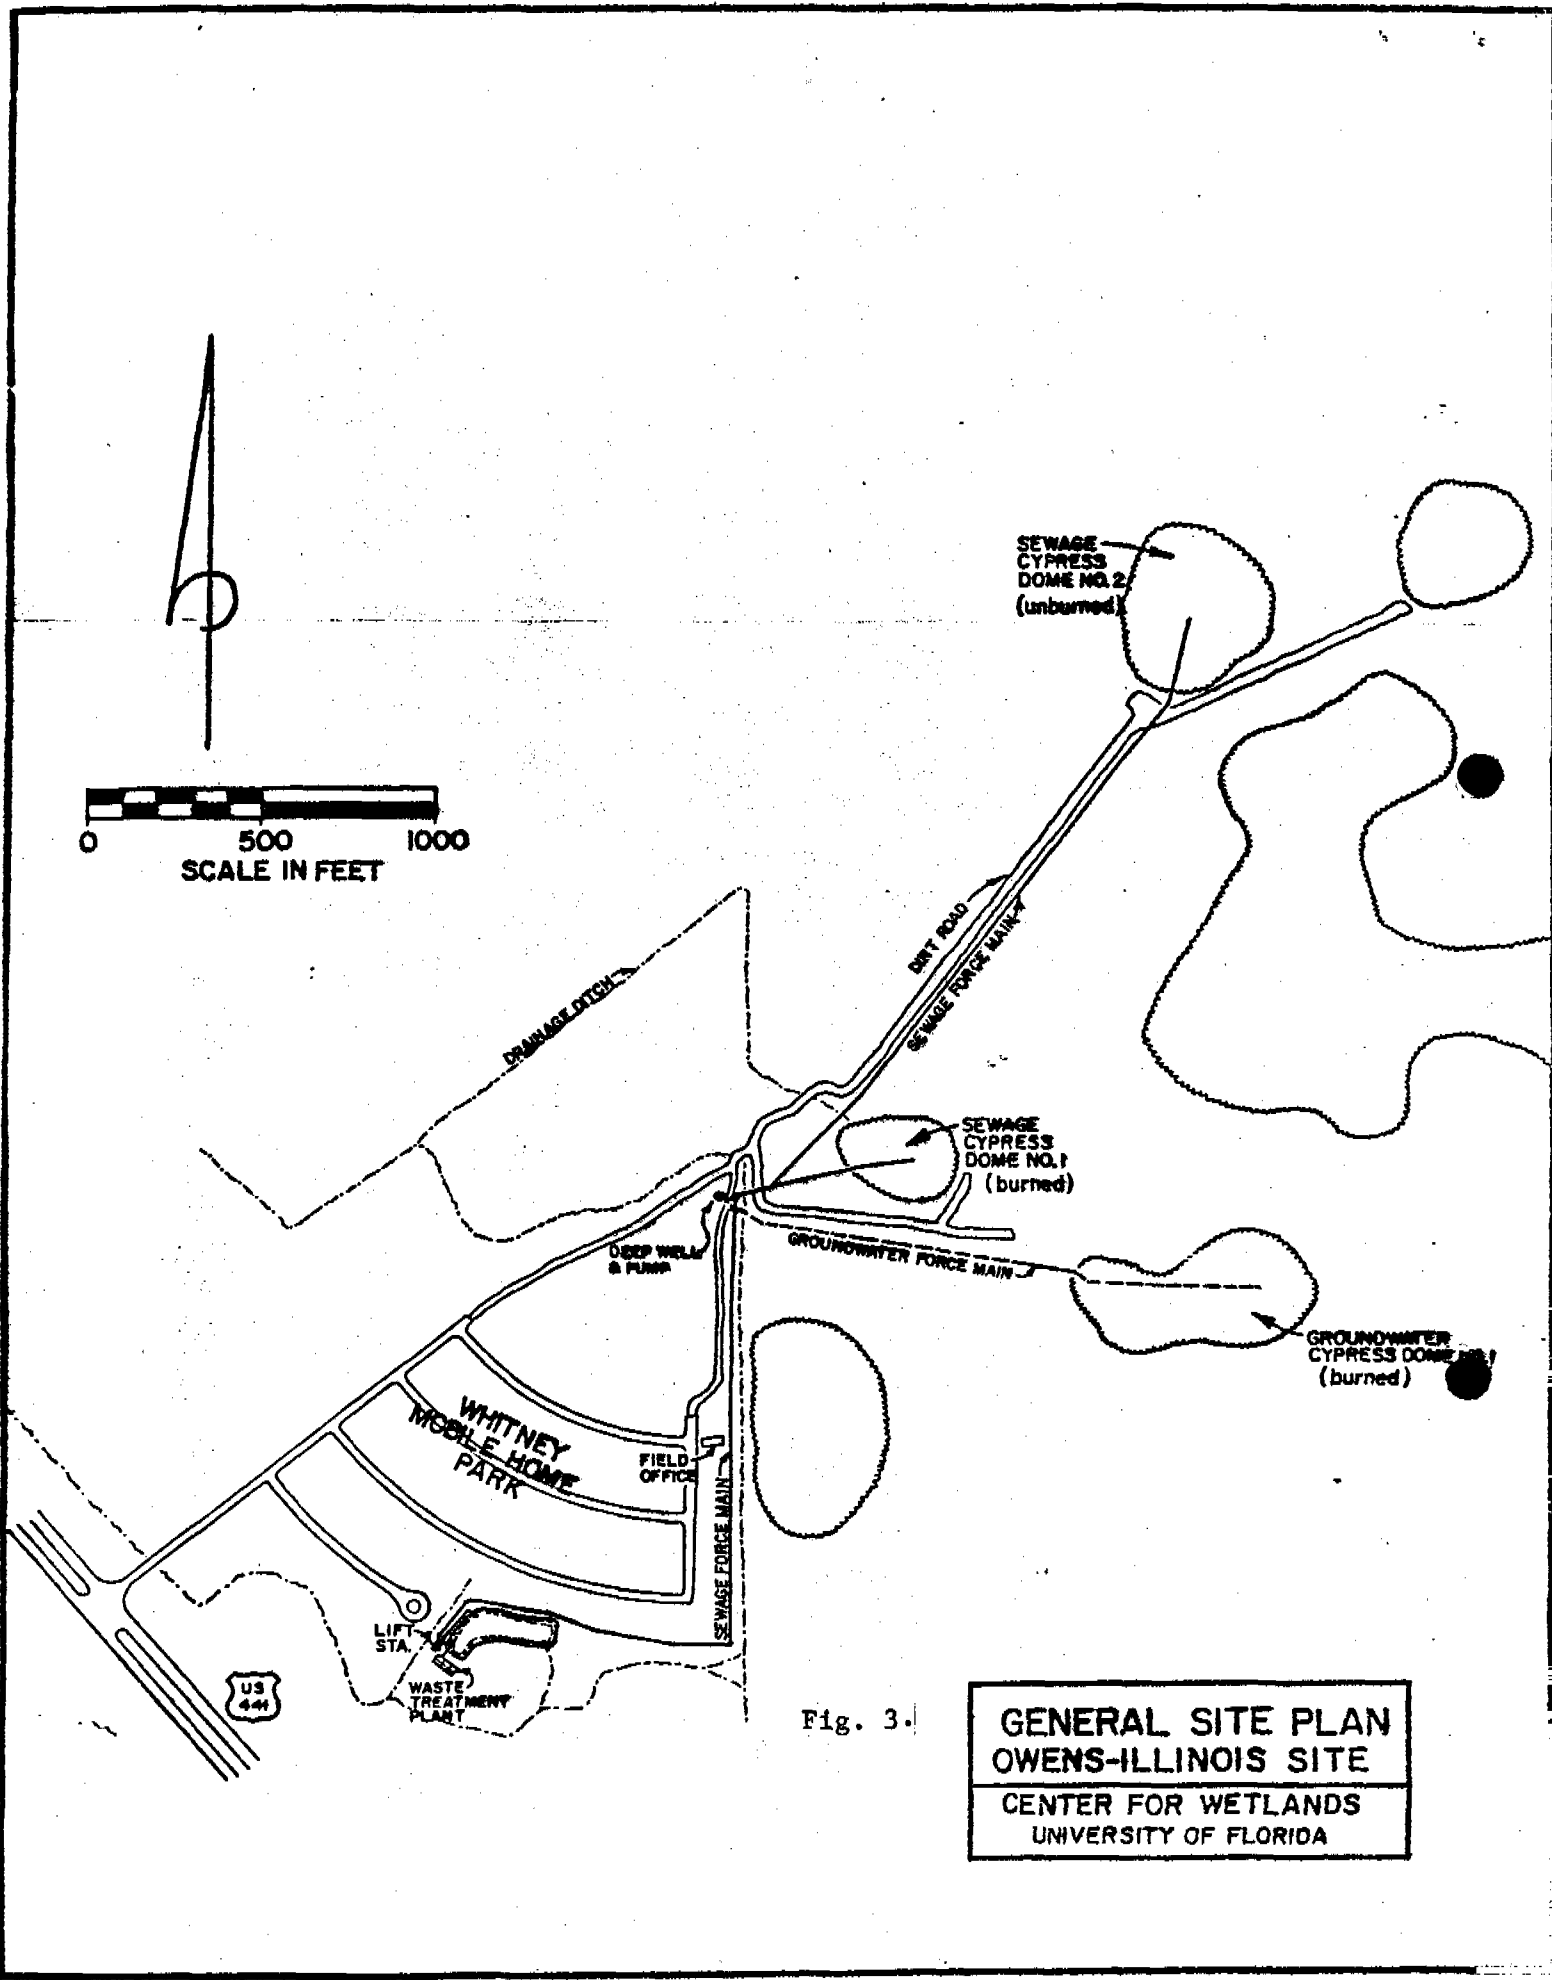 SEWAGE
CYPRESS
DOME NO. 2
(unburned)
0 500 1000
SCALE IN FEET
DIRT ROAD
SEWAGE FORCE MAIN
DRAINAGE DITCH
SEWAGE
CYPRESS
DOME NO. 1
(burned)
DEEP WELL
& PUMP
GROUNDWATER FORCE MAIN
GROUNDWATER
CYPRESS DOME
(burned)
WHITNEY
MOBILE HOME
PARK
FIELD
OFFICE
SEWAGE FORCE MAIN
LIFT
STA.
WASTE
TREATMENT
PLANT
US
441
Fig. 3.
GENERAL SITE PLAN
OWENS-ILLINOIS SITE
CENTER FOR WETLANDS
UNIVERSITY OF FLORIDA